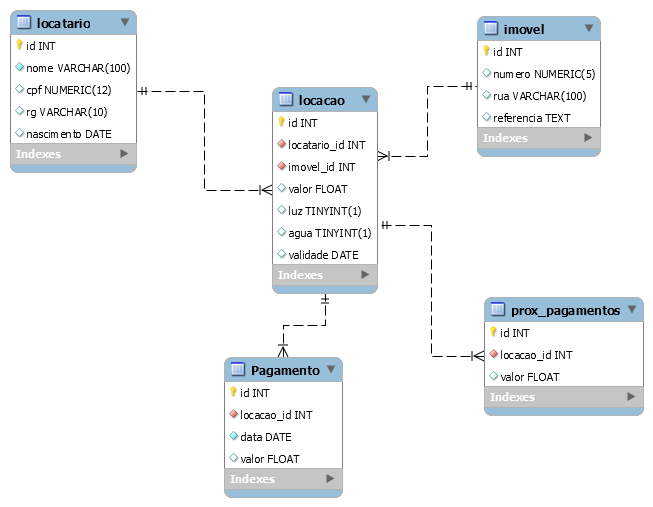 locatario
id INT
nome VARCHAR(100)
cpf NUMERIC(12)
rg VARCHAR(10)
nascimento DATE
Indexes
imovel
id INT
numero NUMERIC(5)
rua VARCHAR(100)
referencia TEXT
Indexes
locacao
id INT
locatario_id INT
imovel_id INT
valor FLOAT
luz TINYINT(1)
agua TINYINT(1)
validade DATE
Indexes
prox_pagamentos
id INT
locacao_id INT
valor FLOAT
Indexes
Pagamento
id INT
locacao_id INT
data DATE
valor FLOAT
Indexes